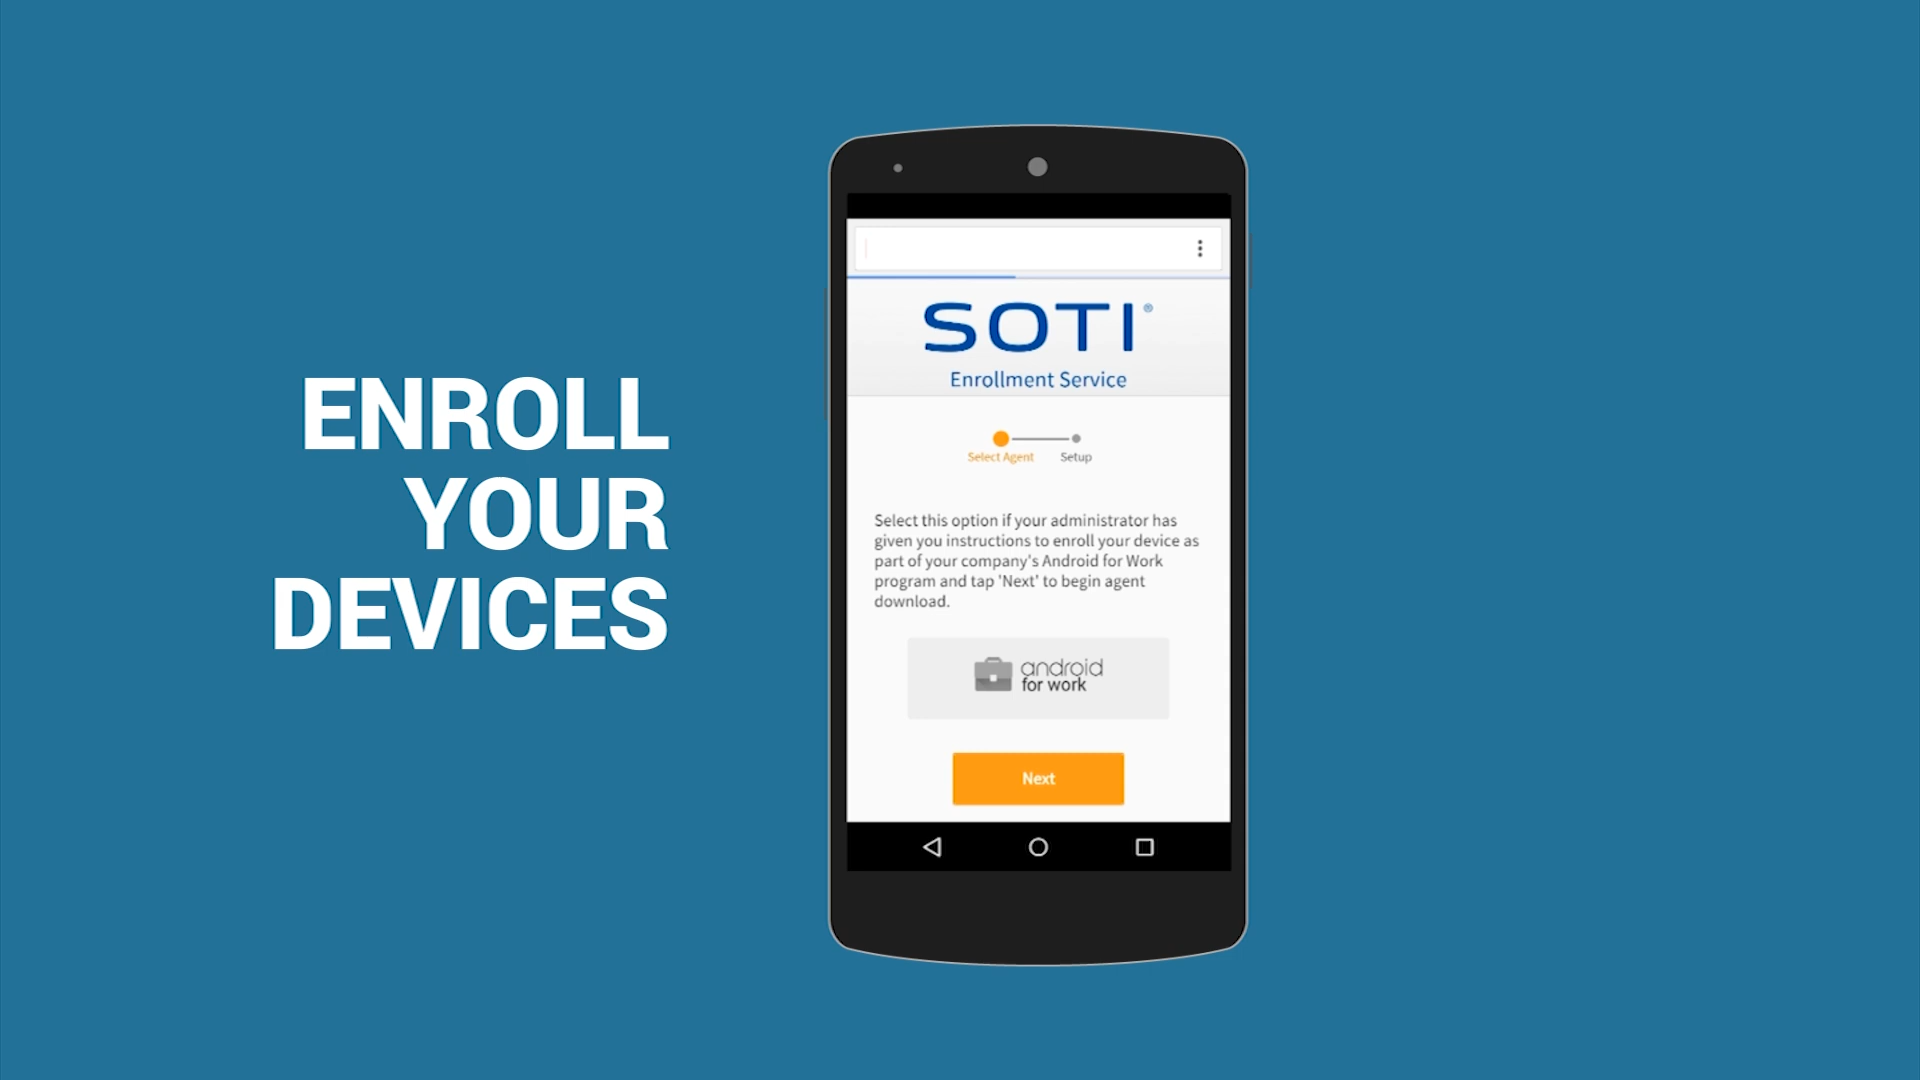 ENROLL
YOUR
DEVICES
SOTI®
Enrollment Service
Select Agent Setup
Select this option if your administrator has
given you instructions to enroll your device as
part of your company's Android for Work
program and tap 'Next' to begin agent
download.
android
for work
Next